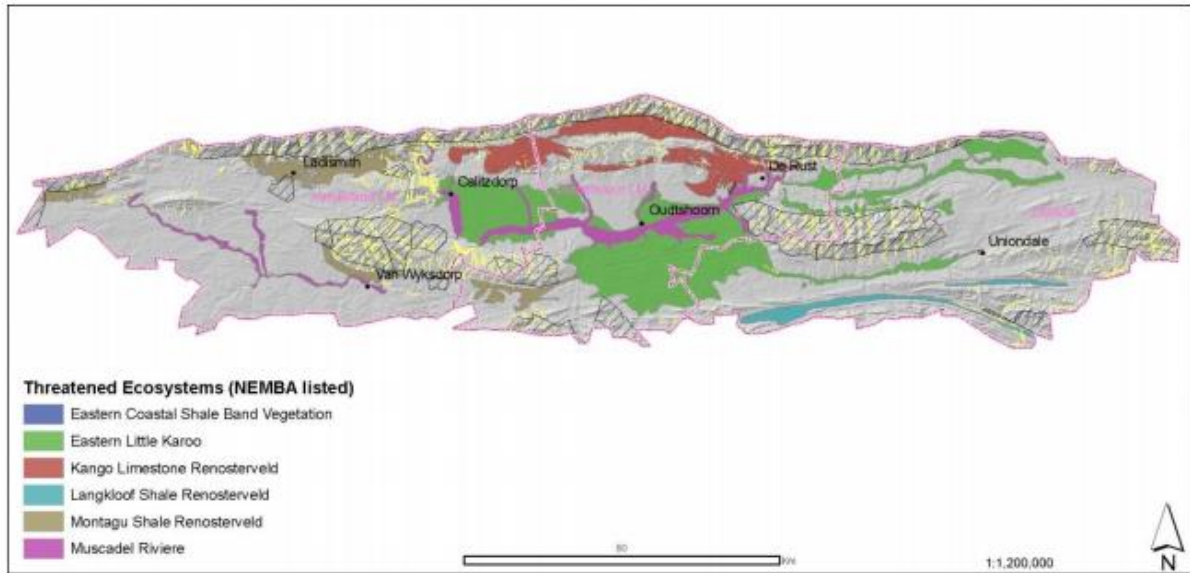 Ladismith
De Rust
Calitzdorp
Oudtshoorn
Uniondale
Van Wyksdorp
Threatened Ecosystems (NEMBA listed)
Eastern Coastal Shale Band Vegetation
Eastern Little Karoo
Kango Limestone Renosterveld
Langkloof Shale Renosterveld
Montagu Shale Renosterveld
Muscadel Riviere
Km
1:1,200,000
N